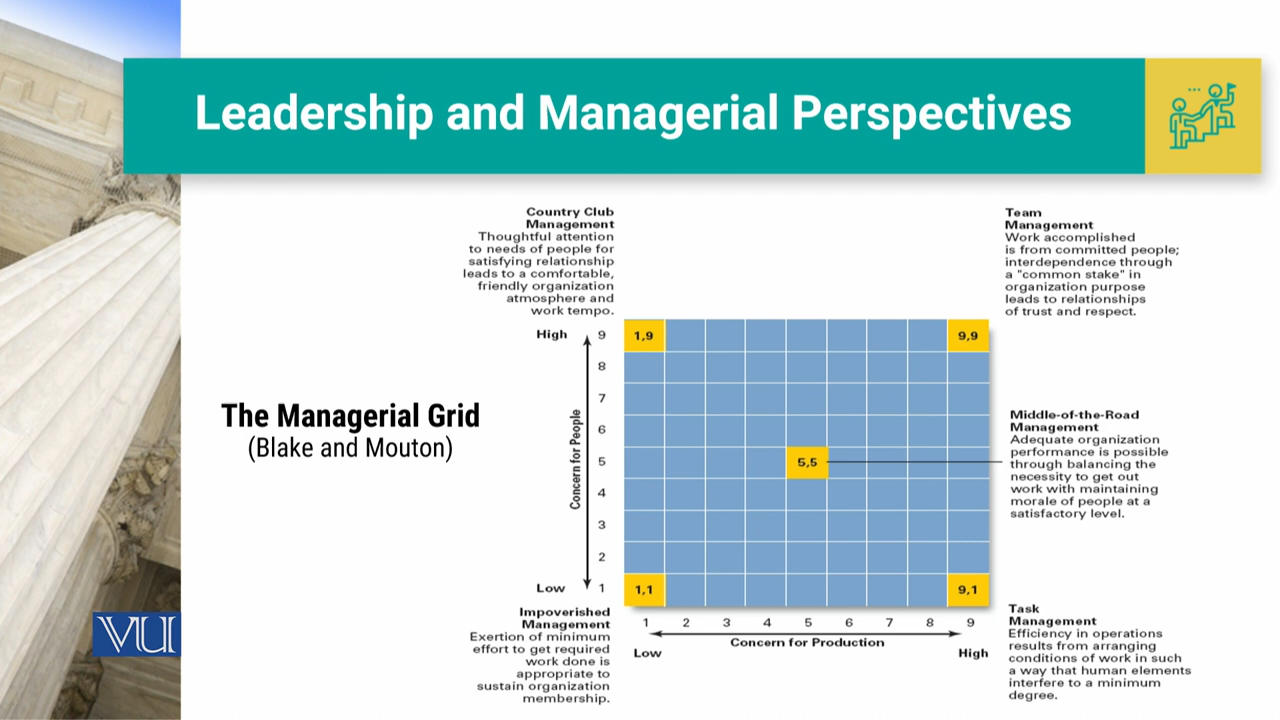 Leadership and Managerial Perspectives
The Managerial Grid
(Blake and Mouton)
Country Club
Management
Thoughtful attention
to needs of people for
satisfying relationship
leads to a comfortable,
friendly organization
atmosphere and
work tempo.
Team
Management
Work accomplished
is from committed people;
interdependence through
a "common stake" in
organization purpose
leads to relationships
of trust and respect.
High
9
8
7
6
5
4
3
2
1
Low
Concern for People
1,9
9,9
5,5
1,1
9,1
Middle-of-the-Road
Management
Adequate organization
performance is possible
through balancing the
necessity to get out
work with maintaining
morale of people at a
satisfactory level.
Impoverished
Management
Exertion of minimum
effort to get required
work done is
appropriate to
sustain organization
membership.
1 2 3 4 5 6 7 8 9
Concern for Production
Low High
Task
Management
Efficiency in operations
results from arranging
conditions of work in such
a way that human elements
interfere to a minimum
degree.
VU